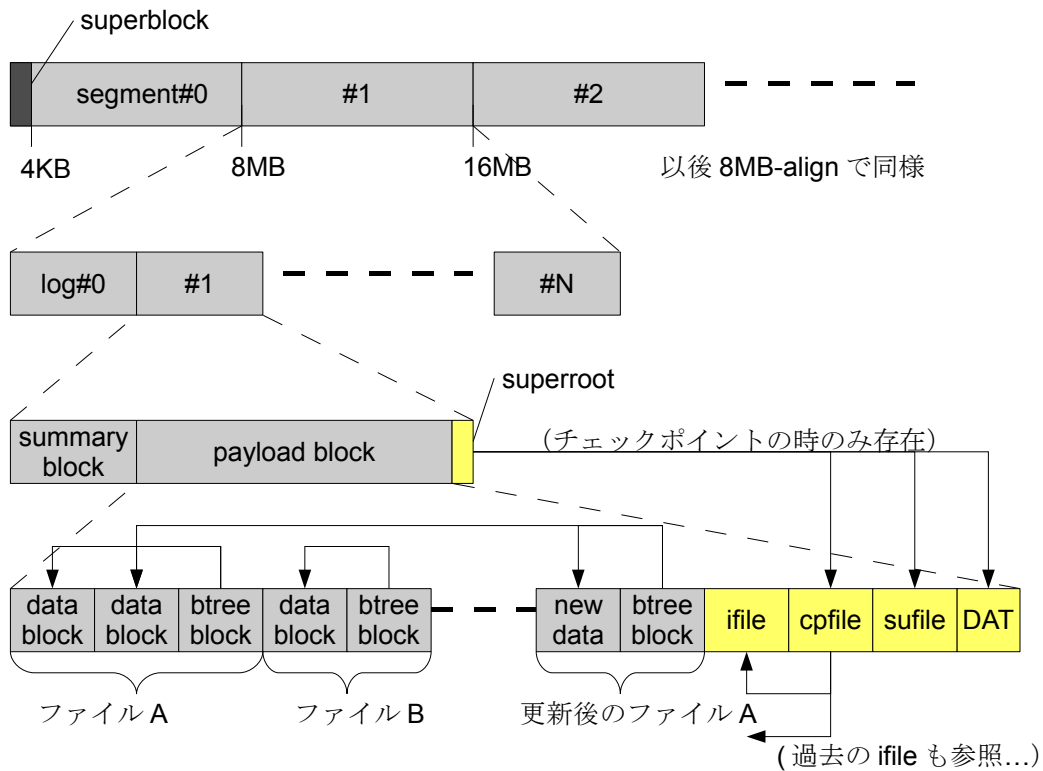 superblock
segment#0 #1 #2
4KB 8MB 16MB 以後 8MB-align で同様
log#0 #1 #N
superroot
summary block
payload block
（チェックポイントの時のみ存在）
data block
data block
btree block
data block
btree block
new data
btree block
ifile cpfile sufile DAT
ファイル A ファイル B 更新後のファイル A
( 過去の ifile も参照...）